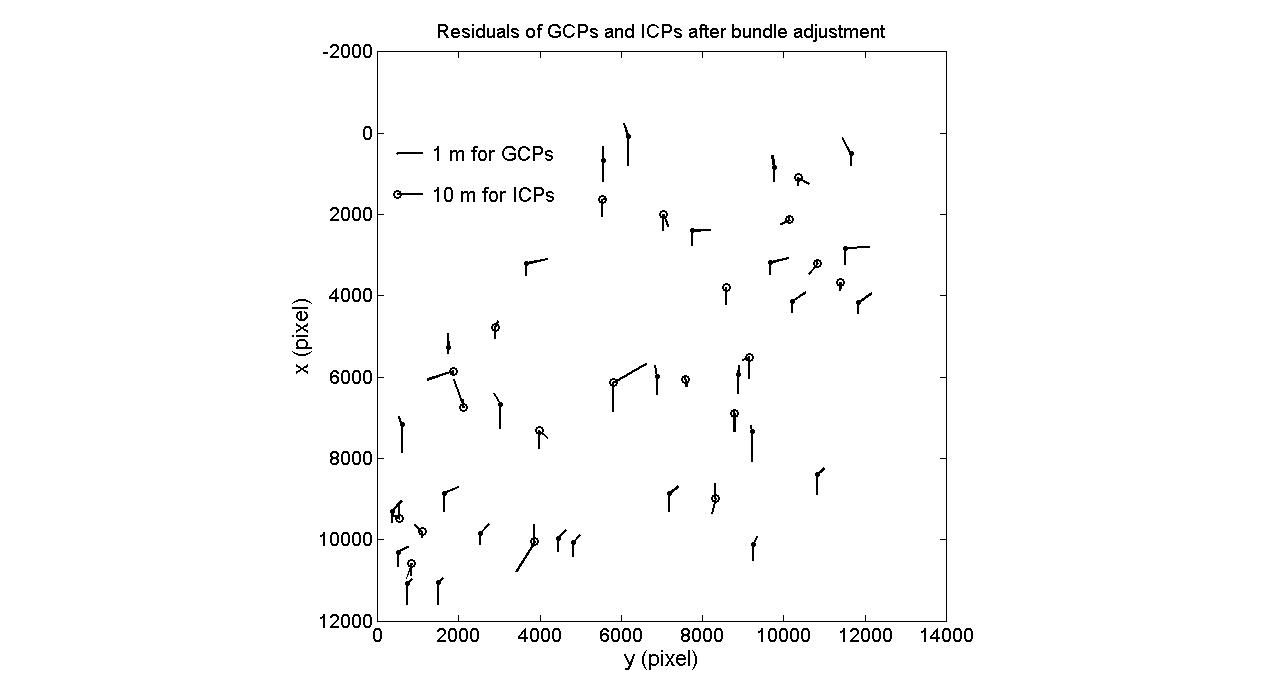 Residuals of GCPs and ICPs after bundle adjustment
-2000
0
1 m for GCPs
10 m for ICPs
2000
4000
x (pixel)
6000
8000
10000
12000
0 2000 4000 6000 8000 10000 12000 14000
y (pixel)